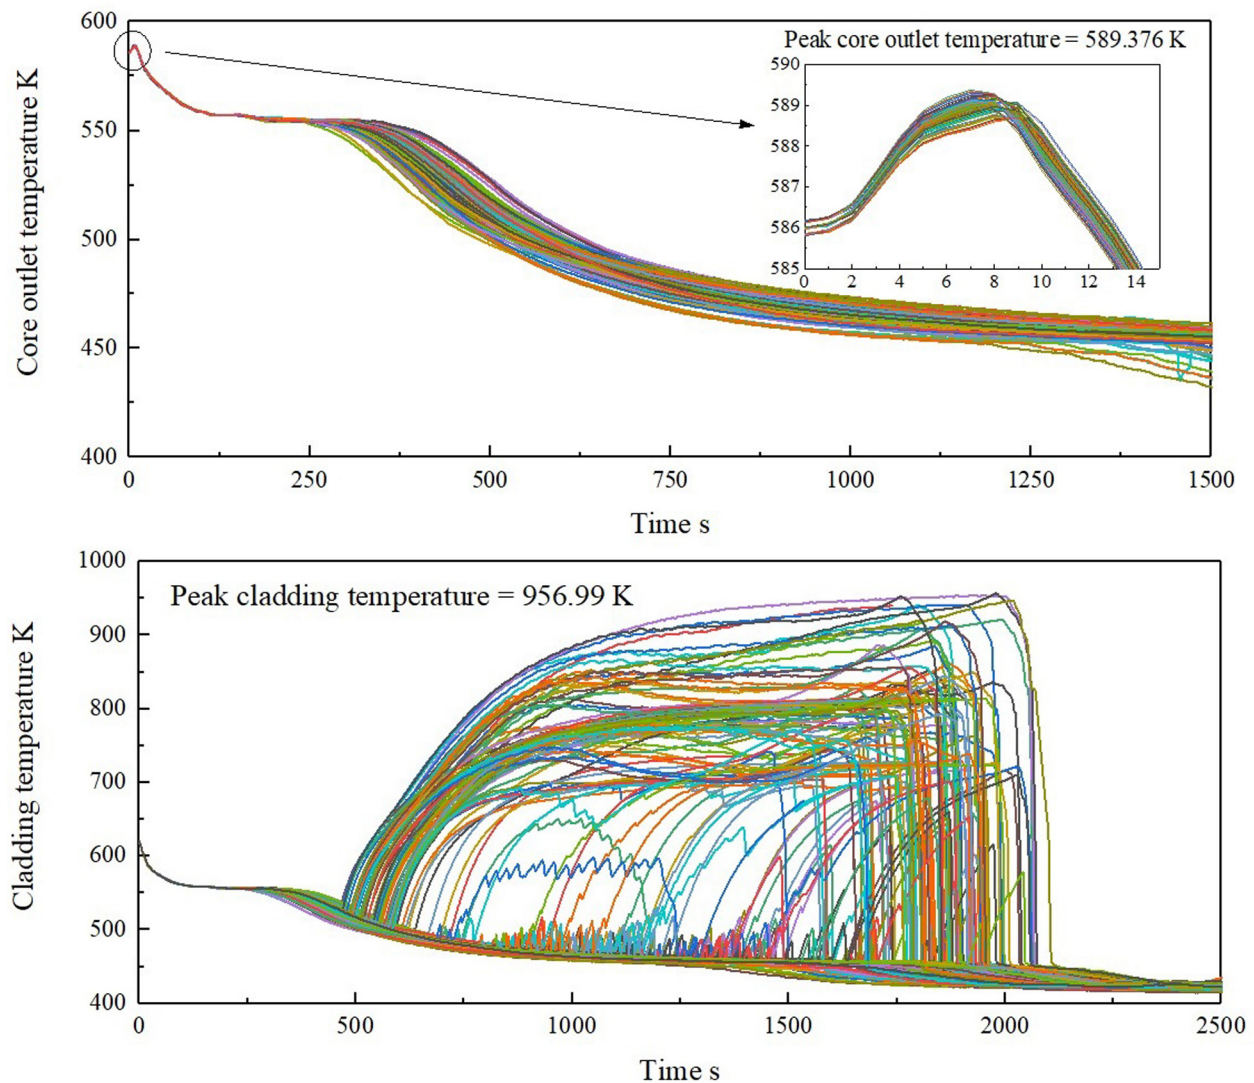 Core outlet temperature K
600
550
500
450
400
0 250 500 750 1000 1250 1500
Time s
Peak core outlet temperature = 589.376 K
590
589
588
587
586
585
0 2 4 6 8 10 12 14
Cladding temperature K
1000
900
800
700
600
500
400
Peak cladding temperature = 956.99 K
0 500 1000 1500 2000 2500
Time s